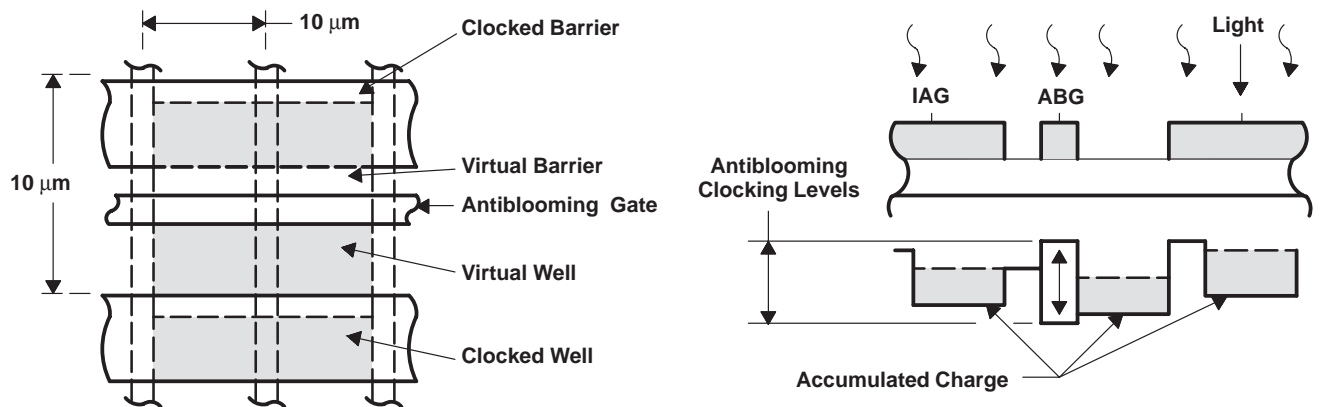 10 μm
Clocked Barrier
10 μm
Virtual Barrier
Antiblooming Gate
Virtual Well
Clocked Well
Light
IAG
ABG
Antiblooming
Clocking Levels
Accumulated Charge